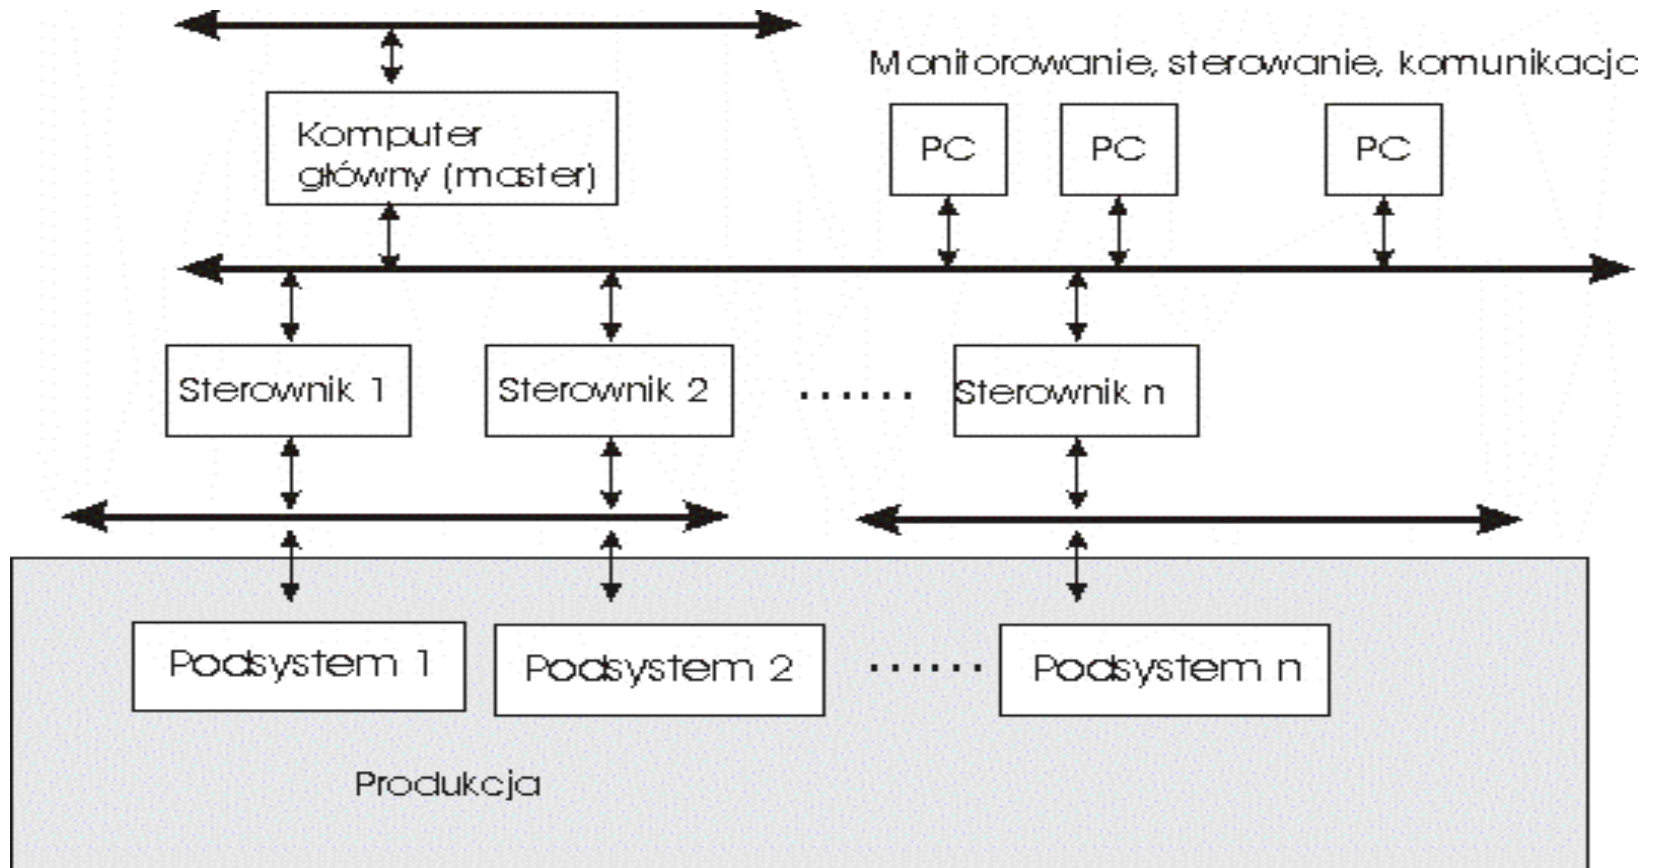 Monitorowanie, sterowanie, komunikacja
Komputer
główny (master)
PC
PC
PC
Sterownik 1
Sterownik 2
......
Sterownik n
Podsystem 1
Podsystem 2
......
Podsystem n
Produkcja